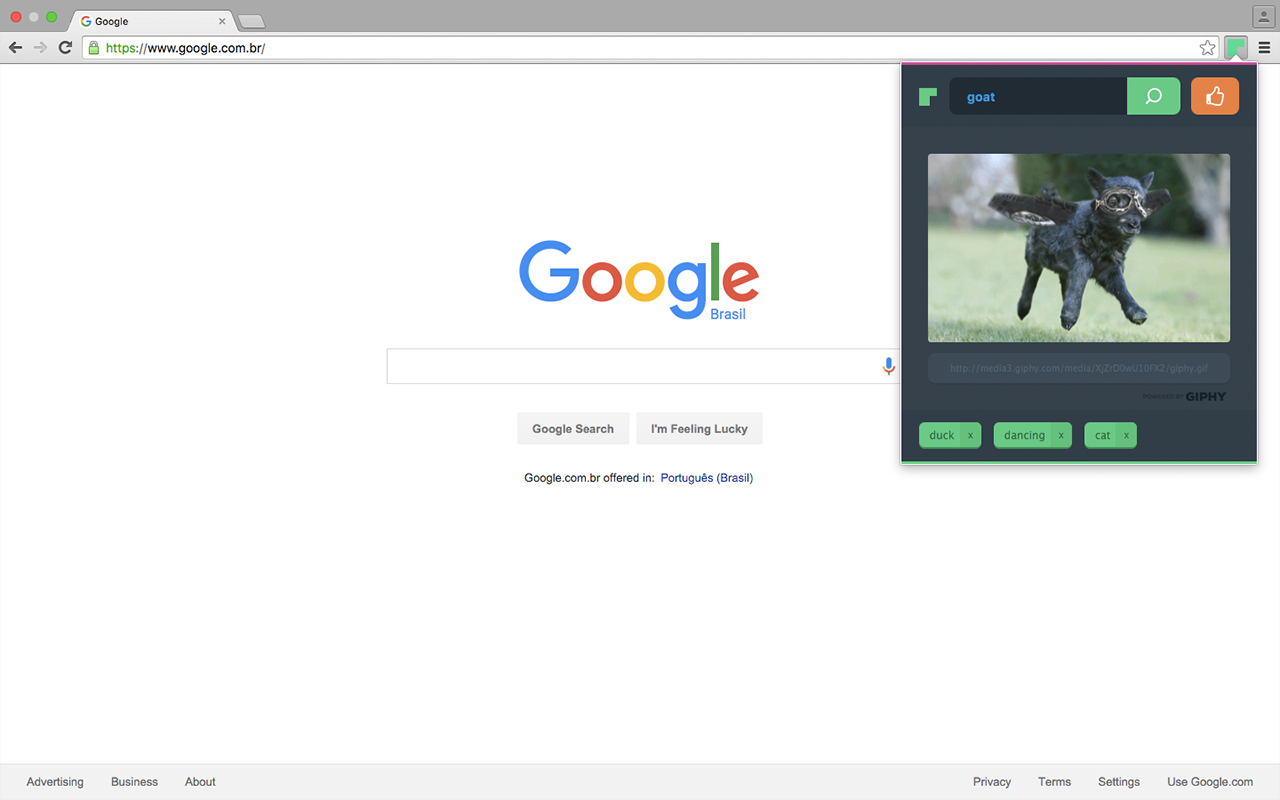 Google
https://www.google.com.br/
goat
http://media3.giphy.com/media/XjZrD0wU10FX2/giphy.gif
POWERED BY GIPHY
duck x
dancing x
cat x
Google
Brasil
Google Search
I'm Feeling Lucky
Google.com.br offered in: Português (Brasil)
Advertising
Business
About
Privacy
Terms
Settings
Use Google.com